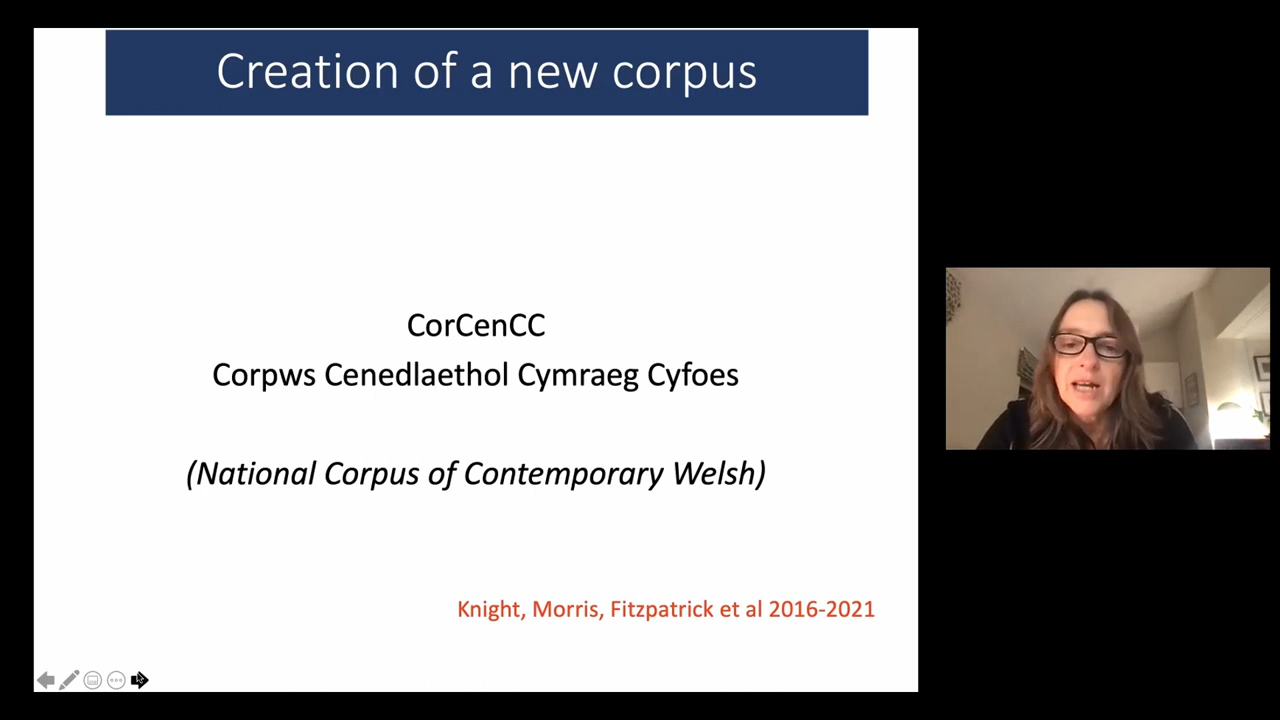 Creation of a new corpus
CorCenCC
Corpws Cenedlaethol Cymraeg Cyfoes
(National Corpus of Contemporary Welsh)
Knight, Morris, Fitzpatrick et al 2016-2021